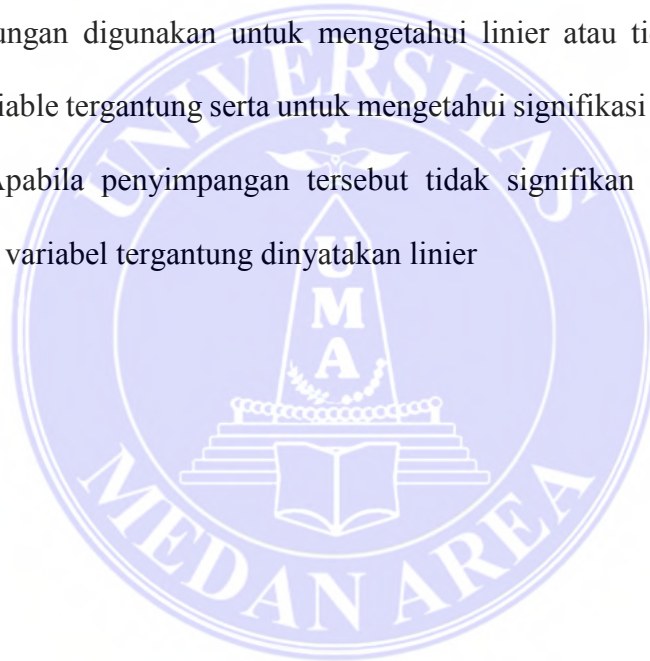 ungan digunakan untuk mengetahui linier atau ti
iable tergantung serta untuk mengetahui signifikasi
Apabila penyimpangan tersebut tidak signifikan
variabel tergantung dinyatakan linier
UNIVERSITAS
U
M
A
MEDAN AREA